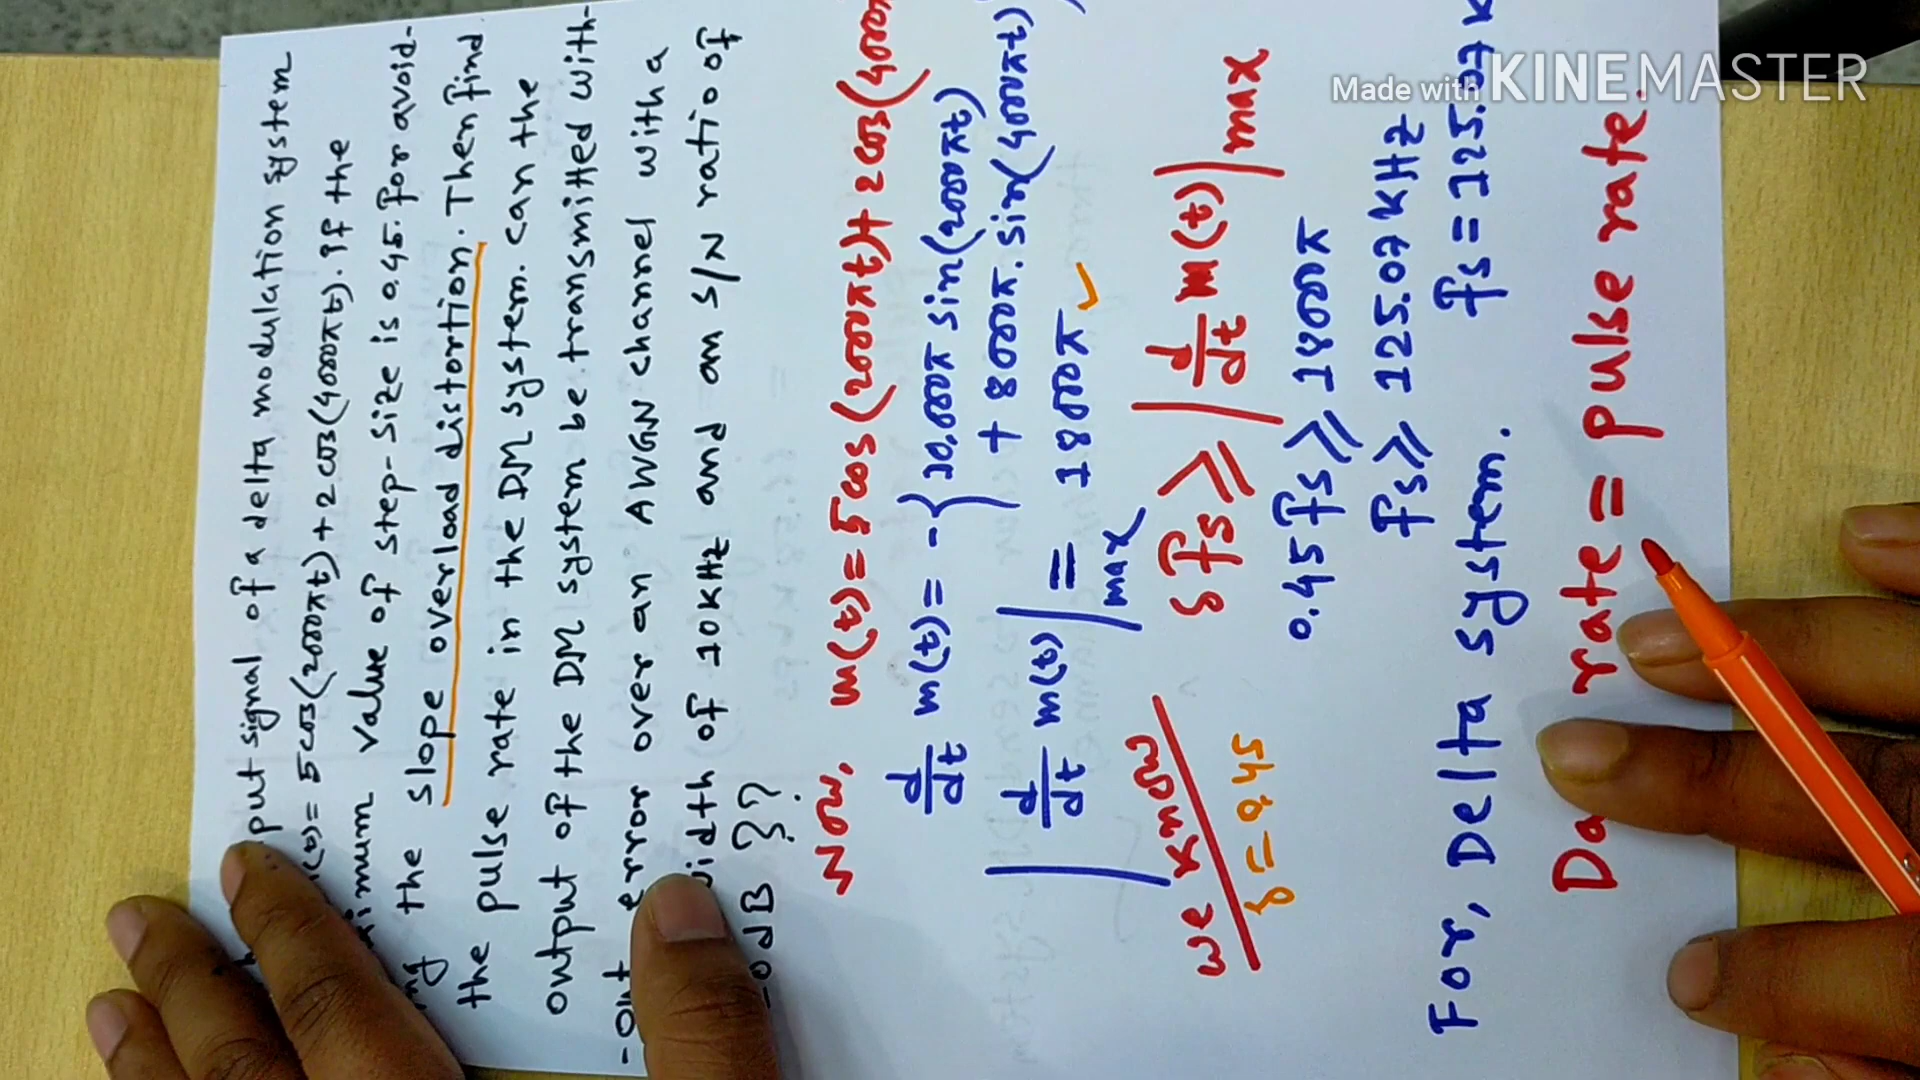 put signal of a delta modulation system
= 5 cos(2000πt) + 2 cos(4000πt). If the
value of step-size is 0.45. For avoid-
the slope overload distortion. Then find
the pulse rate in the DM system. can the
output of the DM system be transmitted with-
-out error over an AWGN channel with a
width of 10KHz and an S/N ratio of
dB ??
Now, m(t) = 5 cos(2000πt) + 2 cos(4000
d/dt m(t) = -{10,000π sin(2000πt)
+ 8000π. sin(4000πt)
|d/dt m(t)|max = 18000π ✓
we know δfs ≥ |d/dt m(t)|max
δ = 0.45
0.45 fs ≥ 18000π
fs ≥ 125.07 KHz
fs = 125.07 K
For, Delta system.
rate = pulse rate.
Made with KINEMASTER